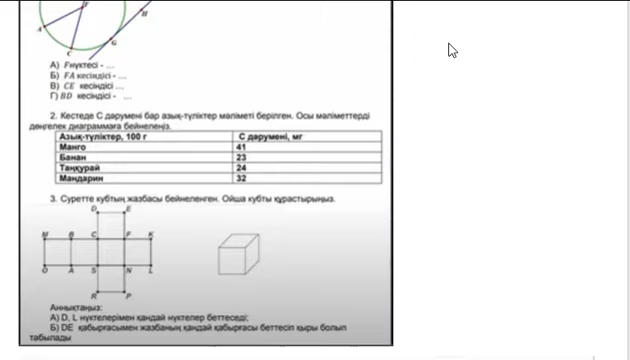 F
A
H
G
C
А) Ғнүктесі - ...
Б) FA кесіндісі - ...
В) CE кесіндісі ...
Г) BD кесіндісі - ...
2. Кестеде С дәрумені бар азық-түліктер мәліметі берілген. Осы мәліметтерді
дөңгелек диаграммаға бейнелеңіз.
Азық-түліктер, 100 г С дәрумені, мг
Манго 41
Банан 23
Таңқурай 24
Мандарин 32
3. Суретте кубтың жазбасы бейнеленген. Ойша кубты құрастырыңыз.
D E
M B C F K
O A S N L
R P
Анықтаңыз:
А) D, L нүктелерімен қандай нүктелер беттеседі;
Б) DE қабырғасымен жазбаның қандай қабырғасы беттесіп қыры болып
табылады